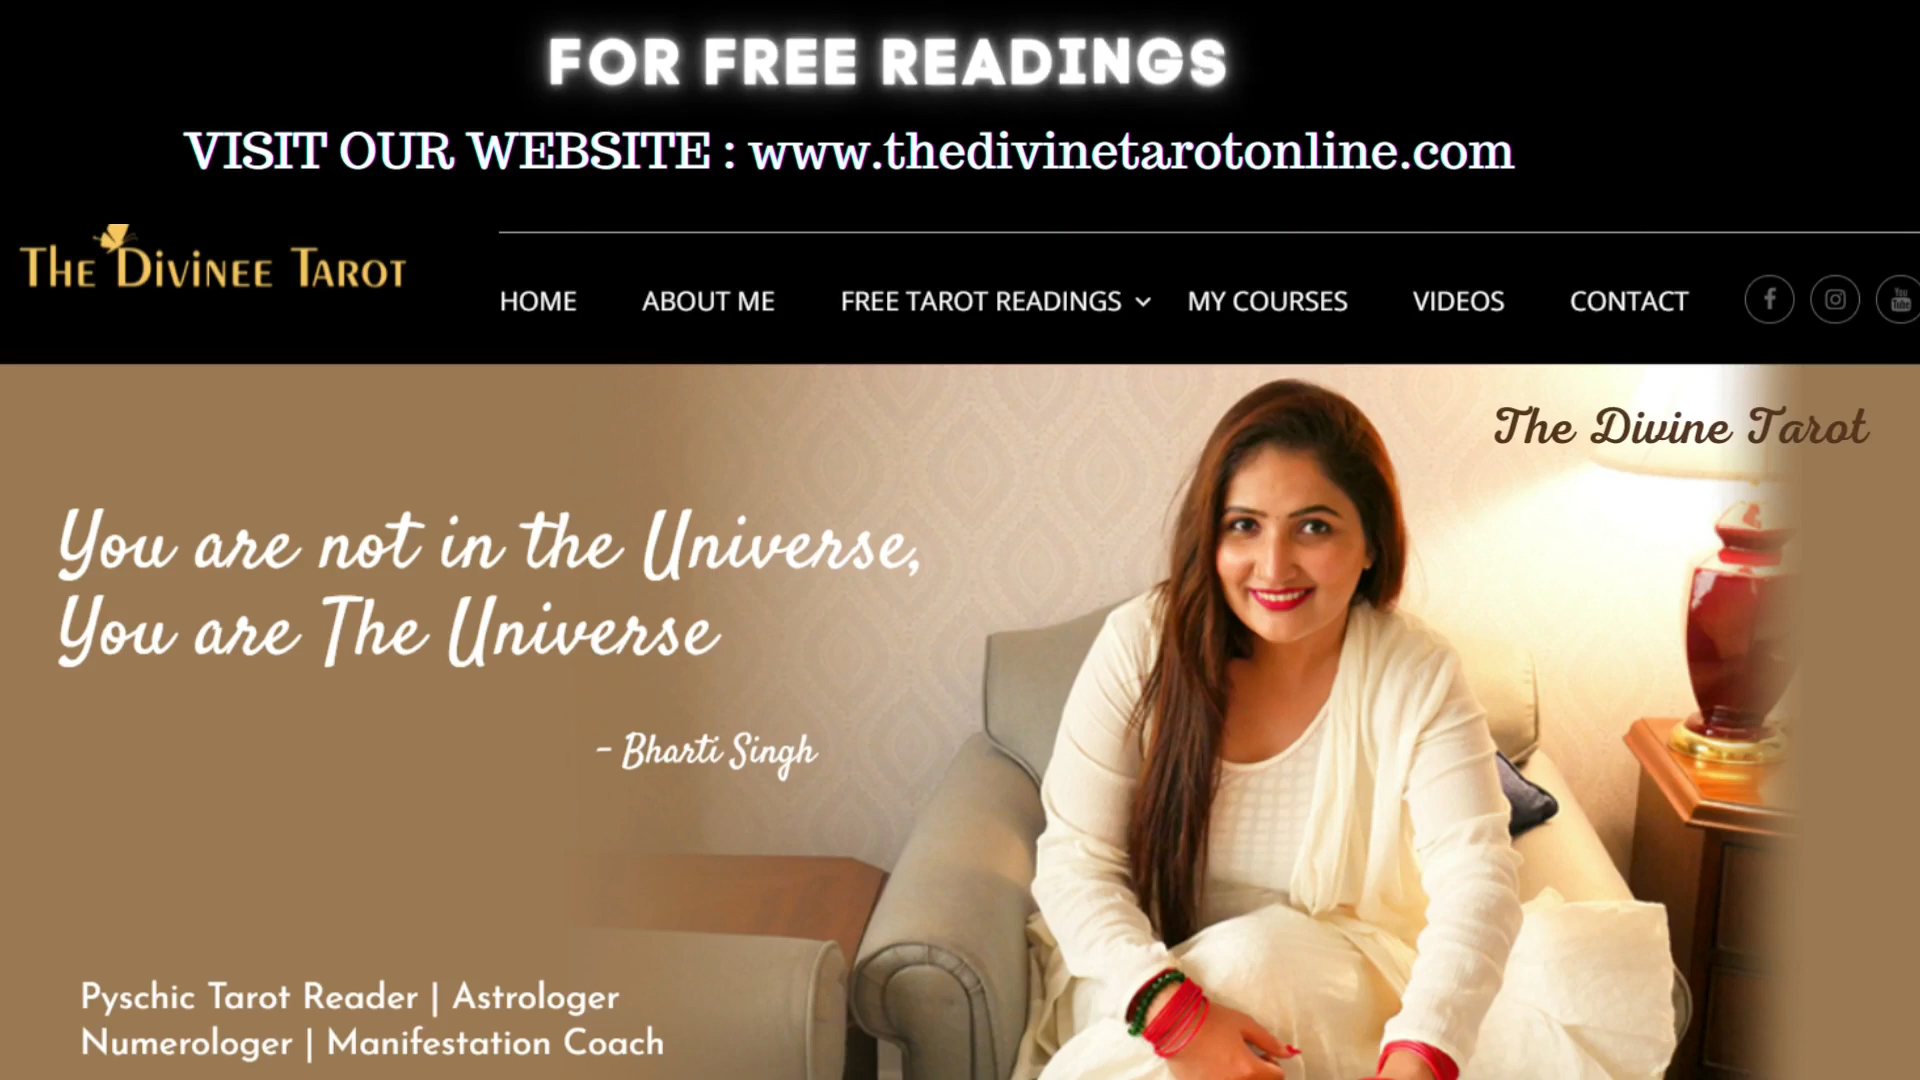 FOR FREE READINGS
VISIT OUR WEBSITE : www.thedivinetarotonline.com
THE DIVINEE TAROT
HOME ABOUT ME FREE TAROT READINGS MY COURSES VIDEOS CONTACT
You Tube
The Divine Tarot
You are not in the Universe,
You are The Universe
- Bharti Singh
Pyschic Tarot Reader | Astrologer
Numerologer | Manifestation Coach